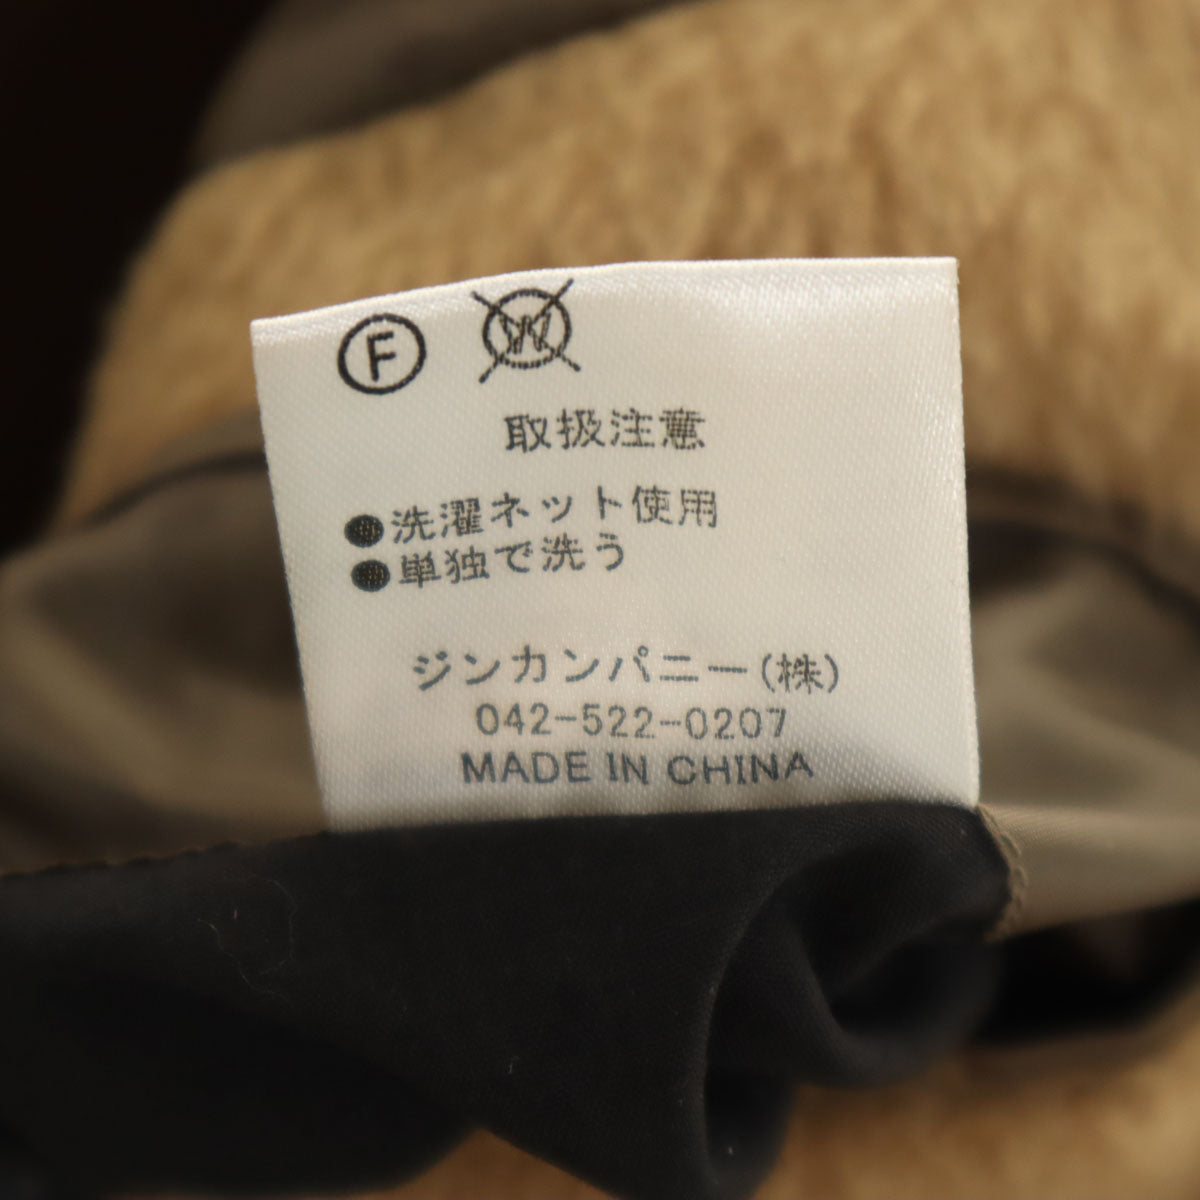 F W
取扱注意
●洗濯ネット使用
●単独で洗う
ジンカンパニー(株)
042-522-0207
MADE IN CHINA